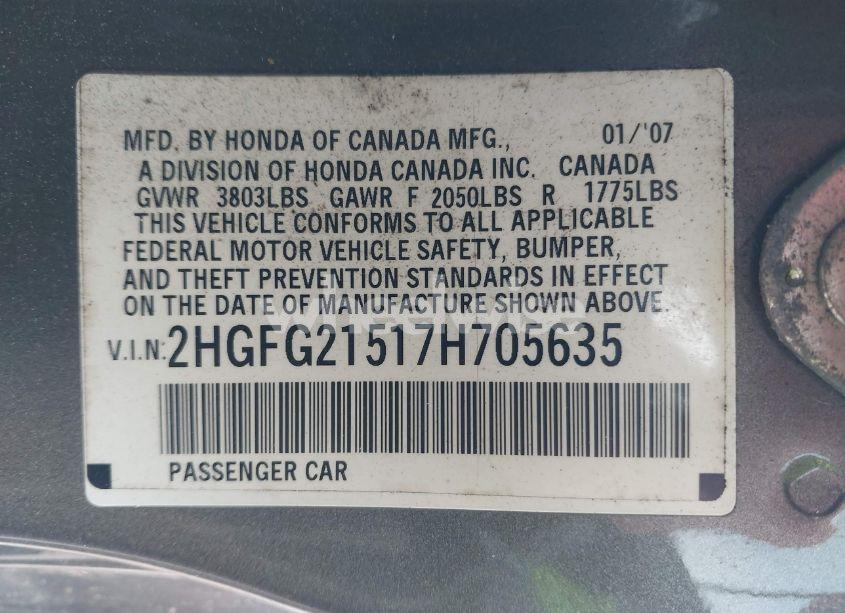 MFD. BY HONDA OF CANADA MFG., 01/'07
A DIVISION OF HONDA CANADA INC. CANADA
GVWR 3803LBS GAWR F 2050LBS R 1775LBS
THIS VEHICLE CONFORMS TO ALL APPLICABLE
FEDERAL MOTOR VEHICLE SAFETY, BUMPER,
AND THEFT PREVENTION STANDARDS IN EFFECT
ON THE DATE OF MANUFACTURE SHOWN ABOVE.
V.I.N: 2HGFG21517H705635
PASSENGER CAR